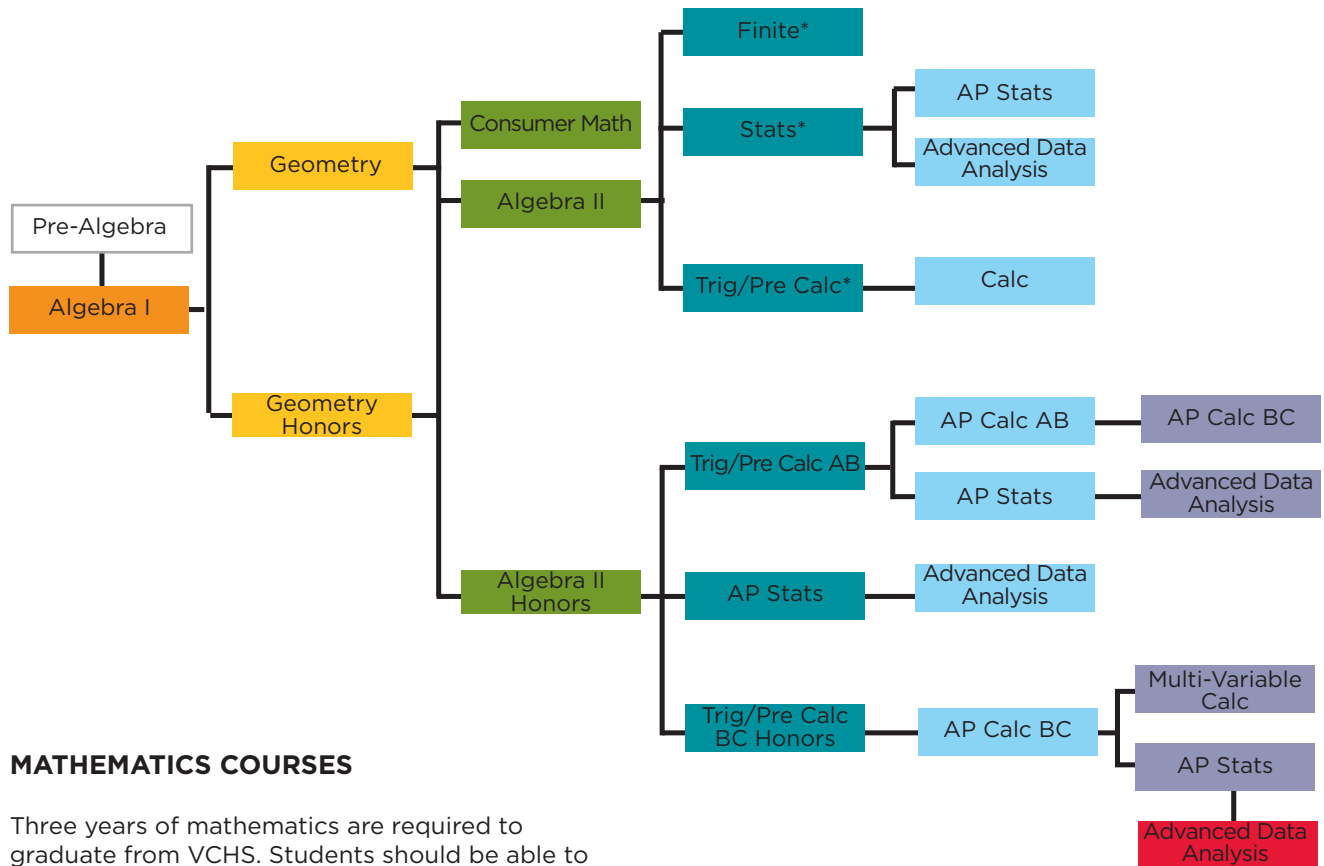 Finite*
AP Stats
Consumer Math
Stats*
Geometry
Advanced Data
Analysis
Algebra II
Pre-Algebra
Trig/Pre Calc*
Calc
Algebra I
Geometry
Honors
AP Calc AB
AP Calc BC
Trig/Pre Calc AB
AP Stats
Advanced Data
Analysis
Algebra II
Honors
AP Stats
Advanced Data
Analysis
Multi-Variable
Calc
Trig/Pre Calc
BC Honors
AP Calc BC
AP Stats
Advanced Data
Analysis
MATHEMATICS COURSES
Three years of mathematics are required to
graduate from VCHS. Students should be able to